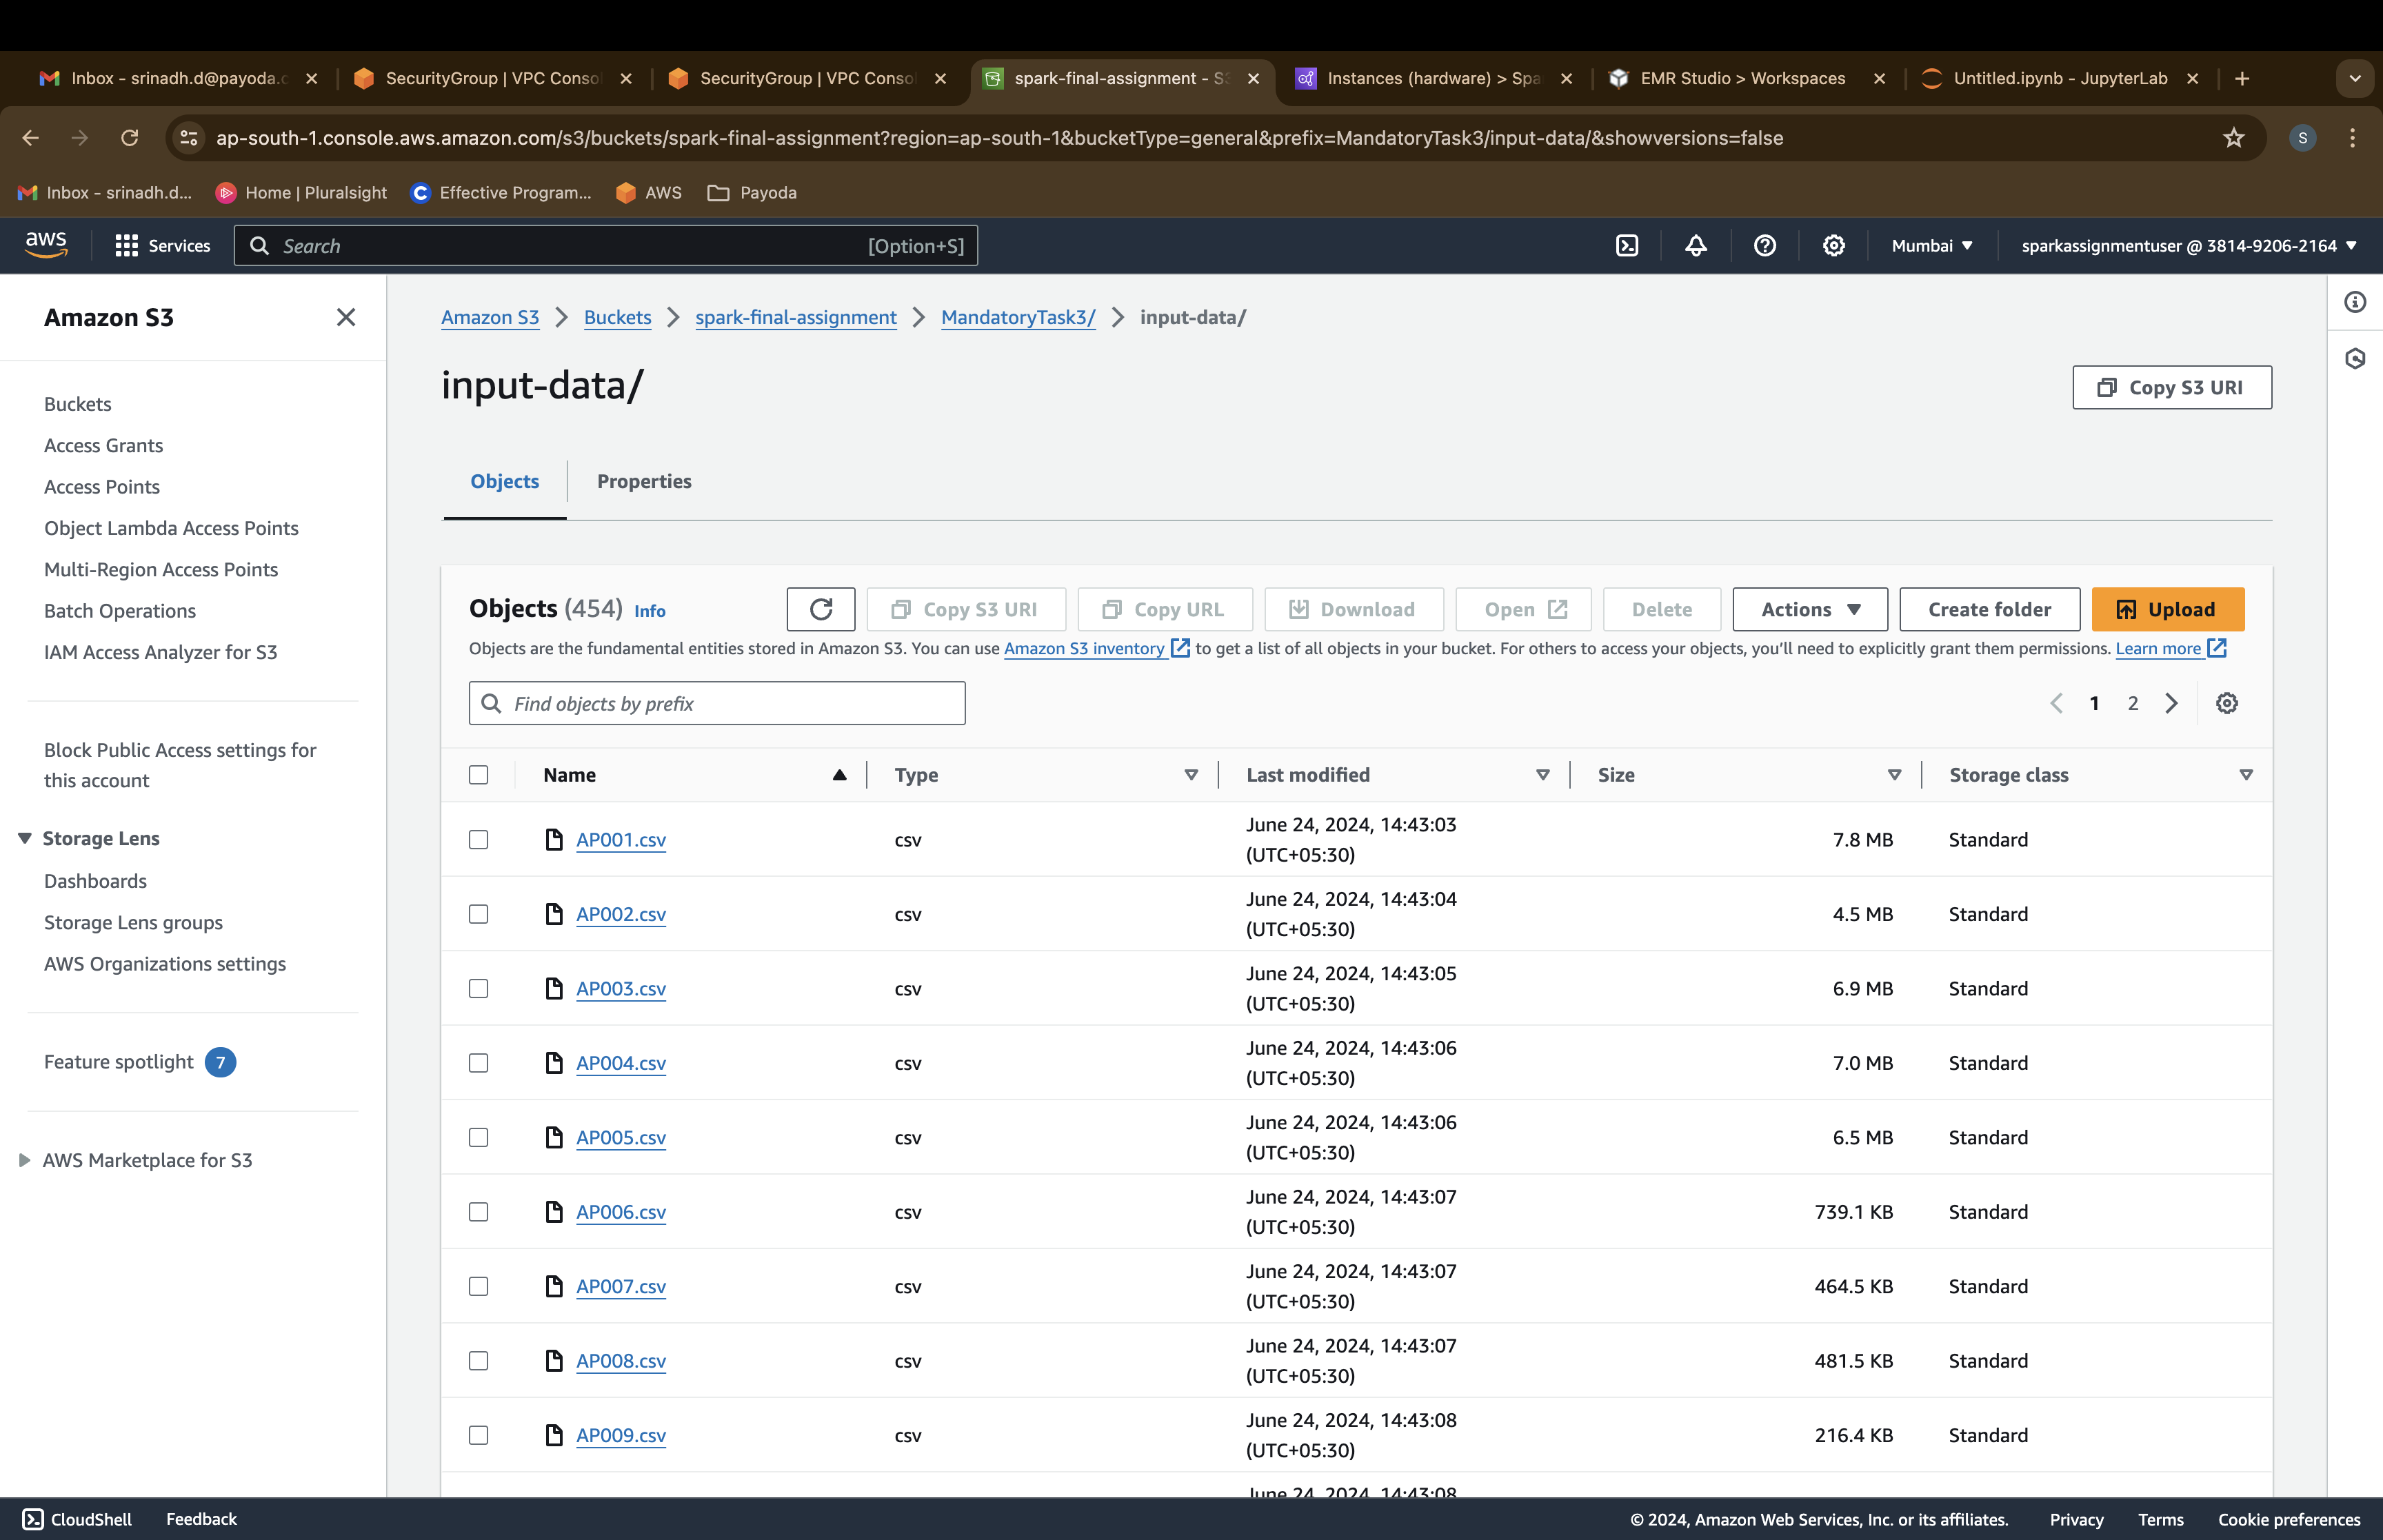 Inbox - srinadh.d@payoda.c
SecurityGroup | VPC Conso
SecurityGroup | VPC Conso
spark-final-assignment - S3
Instances (hardware) > Spa
EMR Studio > Workspaces
Untitled.ipynb - JupyterLab
ap-south-1.console.aws.amazon.com/s3/buckets/spark-final-assignment?region=ap-south-1&bucketType=general&prefix=MandatoryTask3/input-data/&showversions=false
S
Inbox - srinadh.d... Home | Pluralsight Effective Program... AWS Payoda
aws Services Search [Option+S] Mumbai sparkassignmentuser @ 3814-9206-2164
Amazon S3
Buckets
Access Grants
Access Points
Object Lambda Access Points
Multi-Region Access Points
Batch Operations
IAM Access Analyzer for S3
Block Public Access settings for
this account
Storage Lens
Dashboards
Storage Lens groups
AWS Organizations settings
Feature spotlight 7
AWS Marketplace for S3
Amazon S3 > Buckets > spark-final-assignment > MandatoryTask3/ > input-data/
input-data/
Copy S3 URI
Objects Properties
Objects (454) Info Copy S3 URI Copy URL Download Open Delete Actions Create folder Upload
Objects are the fundamental entities stored in Amazon S3. You can use Amazon S3 inventory to get a list of all objects in your bucket. For others to access your objects, you'll need to explicitly grant them permissions. Learn more
Find objects by prefix
1 2
Name Type Last modified Size Storage class
AP001.csv csv June 24, 2024, 14:43:03 (UTC+05:30) 7.8 MB Standard
AP002.csv csv June 24, 2024, 14:43:04 (UTC+05:30) 4.5 MB Standard
AP003.csv csv June 24, 2024, 14:43:05 (UTC+05:30) 6.9 MB Standard
AP004.csv csv June 24, 2024, 14:43:06 (UTC+05:30) 7.0 MB Standard
AP005.csv csv June 24, 2024, 14:43:06 (UTC+05:30) 6.5 MB Standard
AP006.csv csv June 24, 2024, 14:43:07 (UTC+05:30) 739.1 KB Standard
AP007.csv csv June 24, 2024, 14:43:07 (UTC+05:30) 464.5 KB Standard
AP008.csv csv June 24, 2024, 14:43:07 (UTC+05:30) 481.5 KB Standard
AP009.csv csv June 24, 2024, 14:43:08 (UTC+05:30) 216.4 KB Standard
June 24, 2024, 14:43:08
CloudShell Feedback © 2024, Amazon Web Services, Inc. or its affiliates. Privacy Terms Cookie preferences